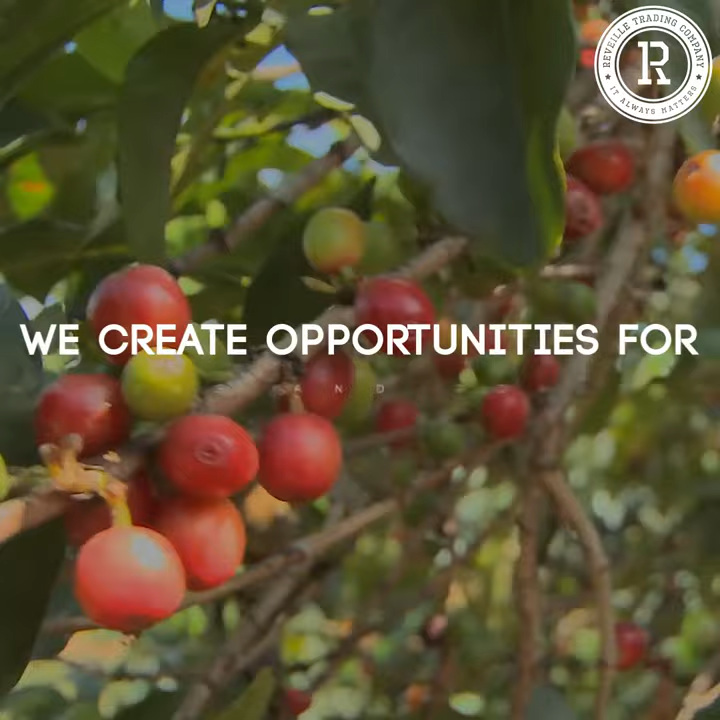 REVEILLE TRADING COMPANY
R
IT ALWAYS MATTERS
WE CREATE OPPORTUNITIES FOR
AND